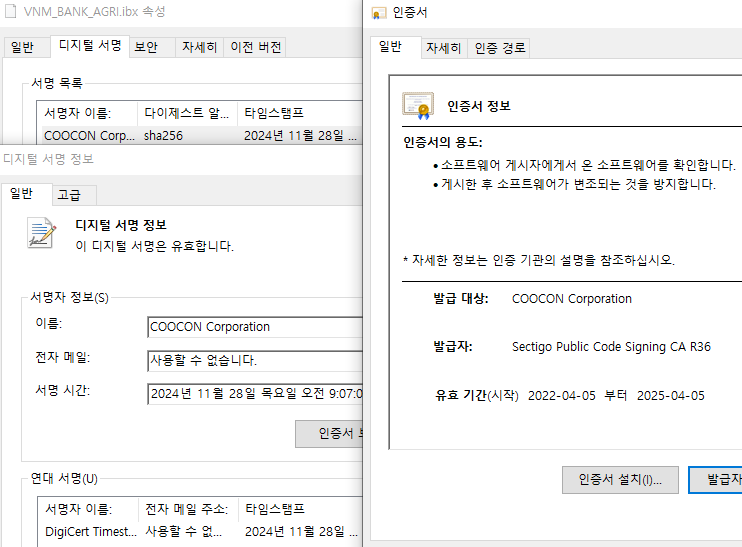 VNM_BANK_AGRI.ibx 속성
일반 디지털 서명 보안 자세히 이전 버전
서명 목록
서명자 이름: 다이제스트 알... 타임스탬프
COOCON Corp... sha256 2024년 11월 28일 ...
디지털 서명 정보
일반 고급
디지털 서명 정보
이 디지털 서명은 유효합니다.
서명자 정보(S)
이름: COOCON Corporation
전자 메일: 사용할 수 없습니다.
서명 시간: 2024년 11월 28일 목요일 오전 9:07:0
인증서 보
연대 서명(U)
서명자 이름: 전자 메일 주소: 타임스탬프
DigiCert Timest... 사용할 수 없... 2024년 11월 28일 ...
인증서
일반 자세히 인증 경로
인증서 정보
인증서의 용도:
• 소프트웨어 게시자에게서 온 소프트웨어를 확인합니다.
• 게시한 후 소프트웨어가 변조되는 것을 방지합니다.
* 자세한 정보는 인증 기관의 설명을 참조하십시오.
발급 대상: COOCON Corporation
발급자: Sectigo Public Code Signing CA R36
유효 기간(시작) 2022-04-05 부터 2025-04-05
인증서 설치(I)... 발급자